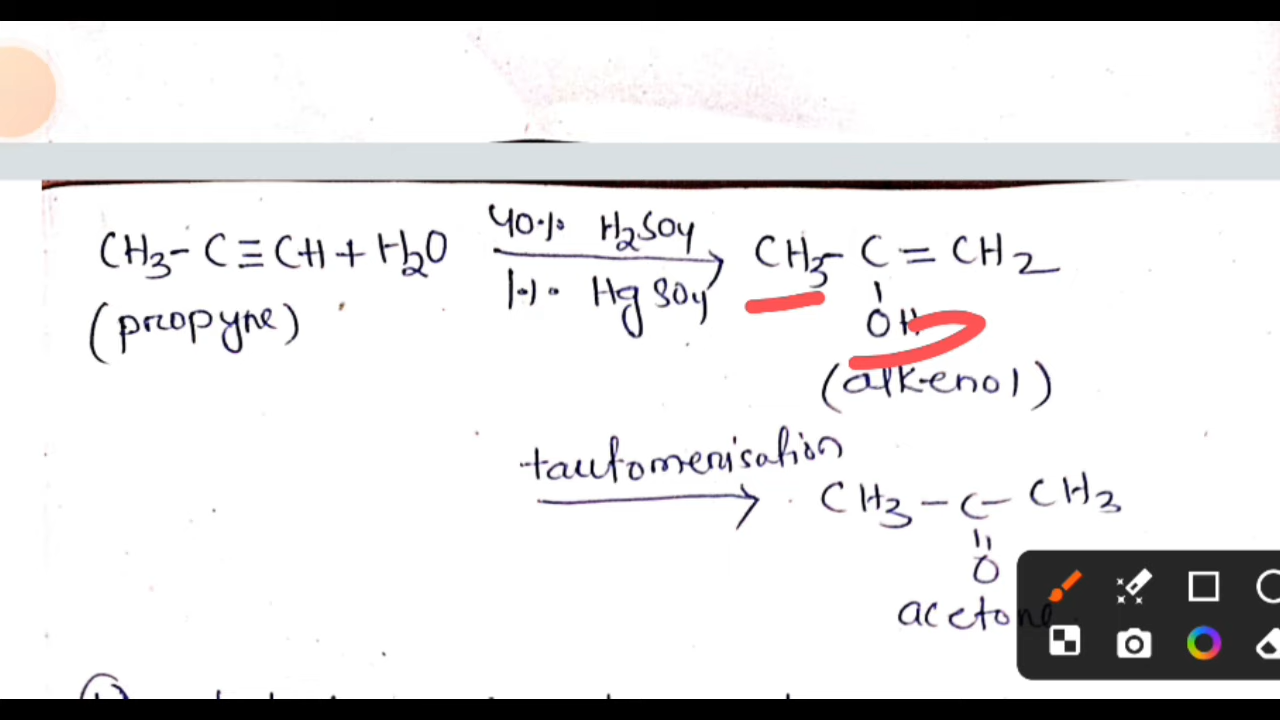 CH3- C≡CH + H2O 40% H2SO4 CH3- C = CH2
1% HgSO4
(propyne) OH
(alkenol)
tautomerisation CH3 - C - CH3
O
acetone